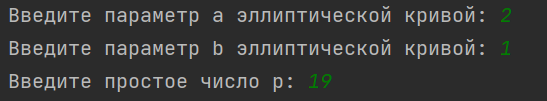 Введите параметр a эллиптической кривой: 2
Введите параметр b эллиптической кривой: 1
Введите простое число p: 19